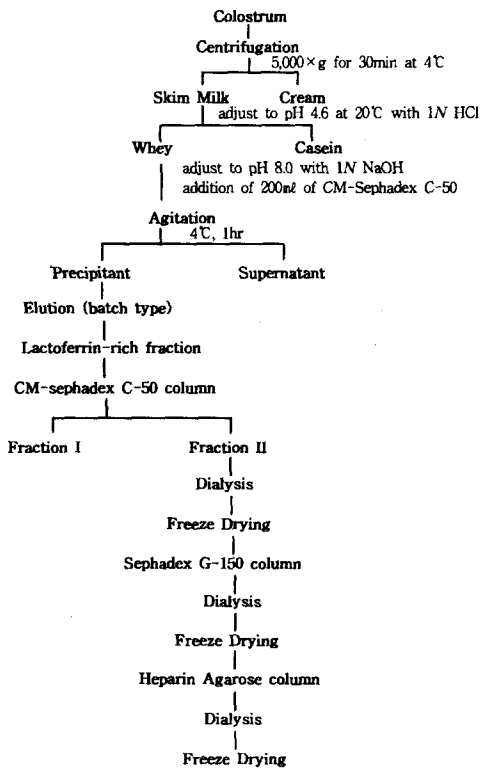 Colostrum
Centrifugation
5,000×g for 30min at 4℃
Skim Milk Cream
adjust to pH 4.6 at 20℃ with 1N HCl
Whey Casein
adjust to pH 8.0 with 1N NaOH
addition of 200㎖ of CM-Sephadex C-50
Agitation
4℃, 1hr
Precipitant Supernatant
Elution (batch type)
Lactoferrin-rich fraction
CM-sephadex C-50 column
Fraction I Fraction II
Dialysis
Freeze Drying
Sephadex G-150 column
Dialysis
Freeze Drying
Heparin Agarose column
Dialysis
Freeze Drying